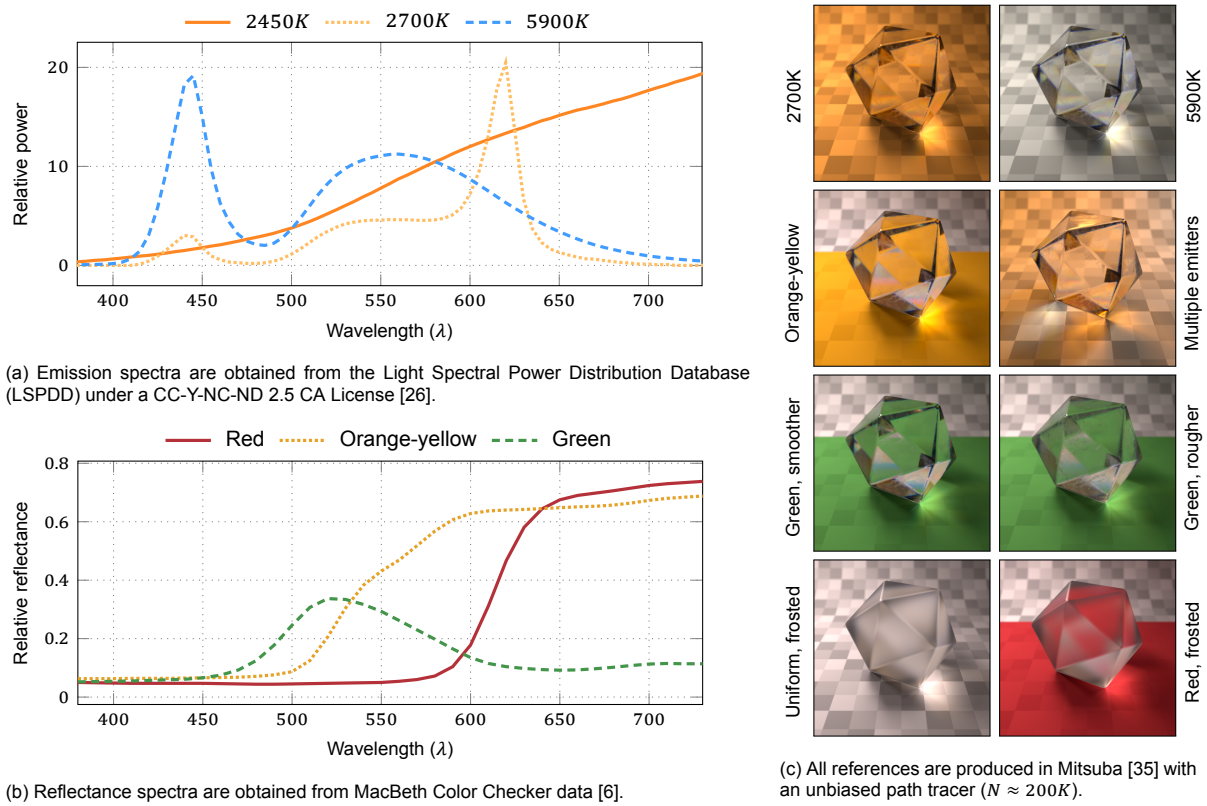 2450K 2700K 5900K
20
10
0
Relative power
400 450 500 550 600 650 700
Wavelength (λ)
(a) Emission spectra are obtained from the Light Spectral Power Distribution Database
(LSPDD) under a CC-Y-NC-ND 2.5 CA License [26].
Red Orange-yellow Green
0.8
0.6
0.4
0.2
0
Relative reflectance
400 450 500 550 600 650 700
Wavelength (λ)
(b) Reflectance spectra are obtained from MacBeth Color Checker data [6].
2700K
5900K
Orange-yellow
Multiple emitters
Green, smoother
Green, rougher
Uniform, frosted
Red, frosted
(c) All references are produced in Mitsuba [35] with
an unbiased path tracer (N ≈ 200K).